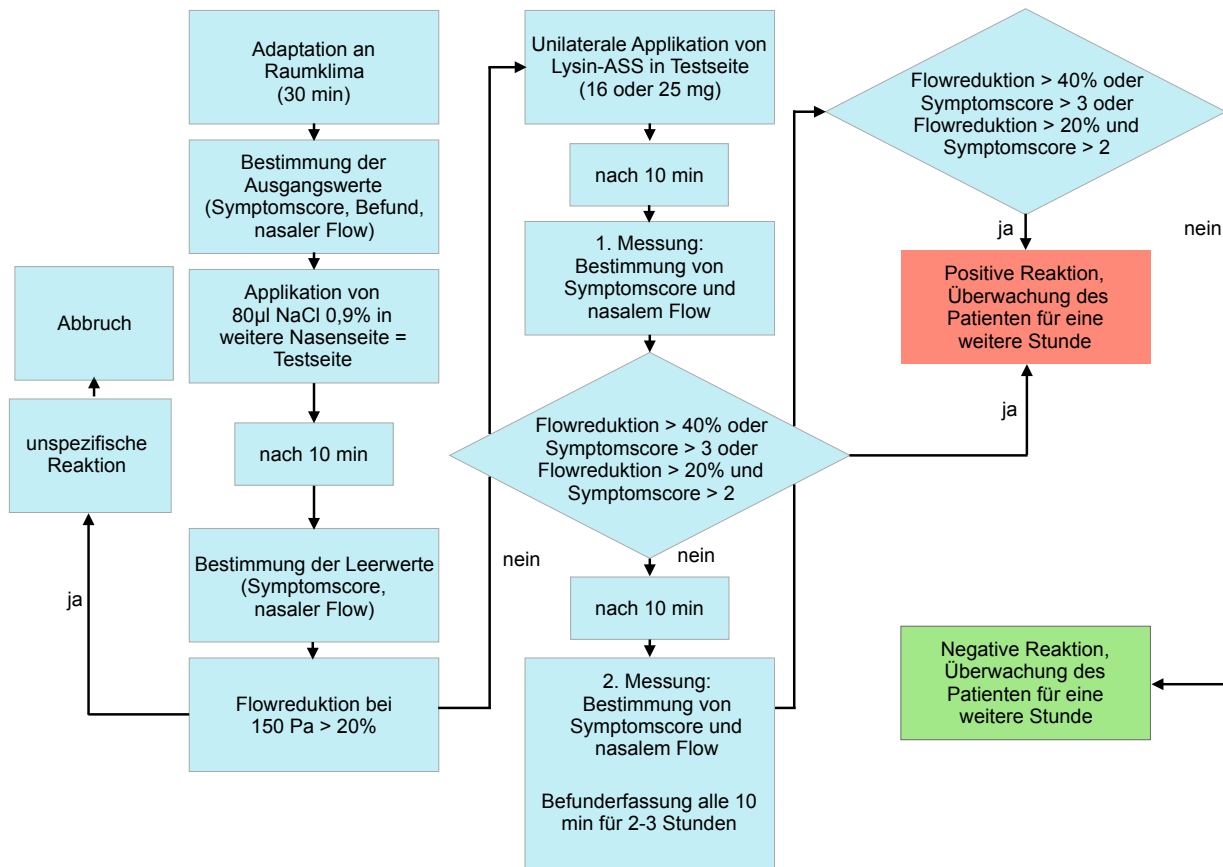 Adaptation an
Raumklima
(30 min)
Bestimmung der
Ausgangswerte
(Symptomscore, Befund,
nasaler Flow)
Applikation von
80µl NaCl 0,9% in
weitere Nasenseite =
Testseite
nach 10 min
Bestimmung der Leerwerte
(Symptomscore,
nasaler Flow)
Flowreduktion bei
150 Pa > 20%
ja
unspezifische
Reaktion
Abbruch
nein
Unilaterale Applikation von
Lysin-ASS in Testseite
(16 oder 25 mg)
nach 10 min
1. Messung:
Bestimmung von
Symptomscore und
nasalem Flow
Flowreduktion > 40% oder
Symptomscore > 3 oder
Flowreduktion > 20% und
Symptomscore > 2
ja
nein
nach 10 min
2. Messung:
Bestimmung von
Symptomscore und
nasalem Flow
Befunderfassung alle 10
min für 2-3 Stunden
Flowreduktion > 40% oder
Symptomscore > 3 oder
Flowreduktion > 20% und
Symptomscore > 2
ja
nein
Positive Reaktion,
Überwachung des
Patienten für eine
weitere Stunde
Negative Reaktion,
Überwachung des
Patienten für eine
weitere Stunde